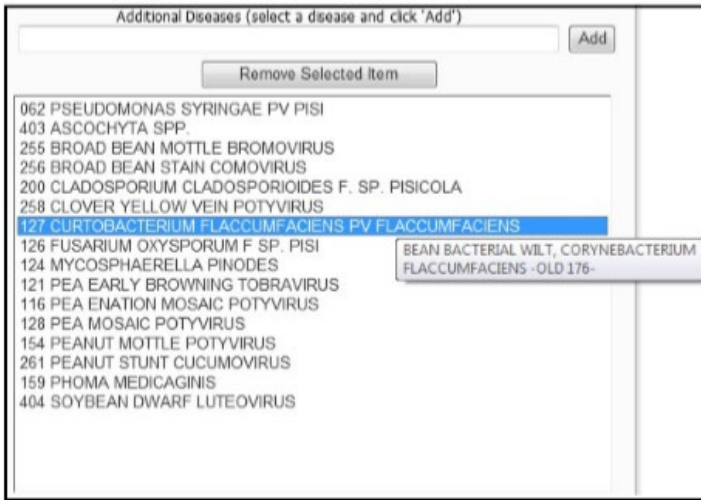 Additional Diseases (select a disease and click 'Add')
Add
Remove Selected Item
062 PSEUDOMONAS SYRINGAE PV PISI
403 ASCOCHYTA SPP.
255 BROAD BEAN MOTTLE BROMOVIRUS
256 BROAD BEAN STAIN COMOVIRUS
200 CLADOSPORIUM CLADOSPORIOIDES F. SP. PISICOLA
258 CLOVER YELLOW VEIN POTYVIRUS
127 CURTOBACTERIUM FLACCUMFACIENS PV FLACCUMFACIENS
126 FUSARIUM OXYSPORUM F SP. PISI
BEAN BACTERIAL WILT, CORYNEBACTERIUM
FLACCUMFACIENS -OLD 176-
124 MYCOSPHAERELLA PINODES
121 PEA EARLY BROWNING TOBRAVIRUS
116 PEA ENATION MOSAIC POTYVIRUS
128 PEA MOSAIC POTYVIRUS
154 PEANUT MOTTLE POTYVIRUS
261 PEANUT STUNT CUCUMOVIRUS
159 PHOMA MEDICAGINIS
404 SOYBEAN DWARF LUTEOVIRUS